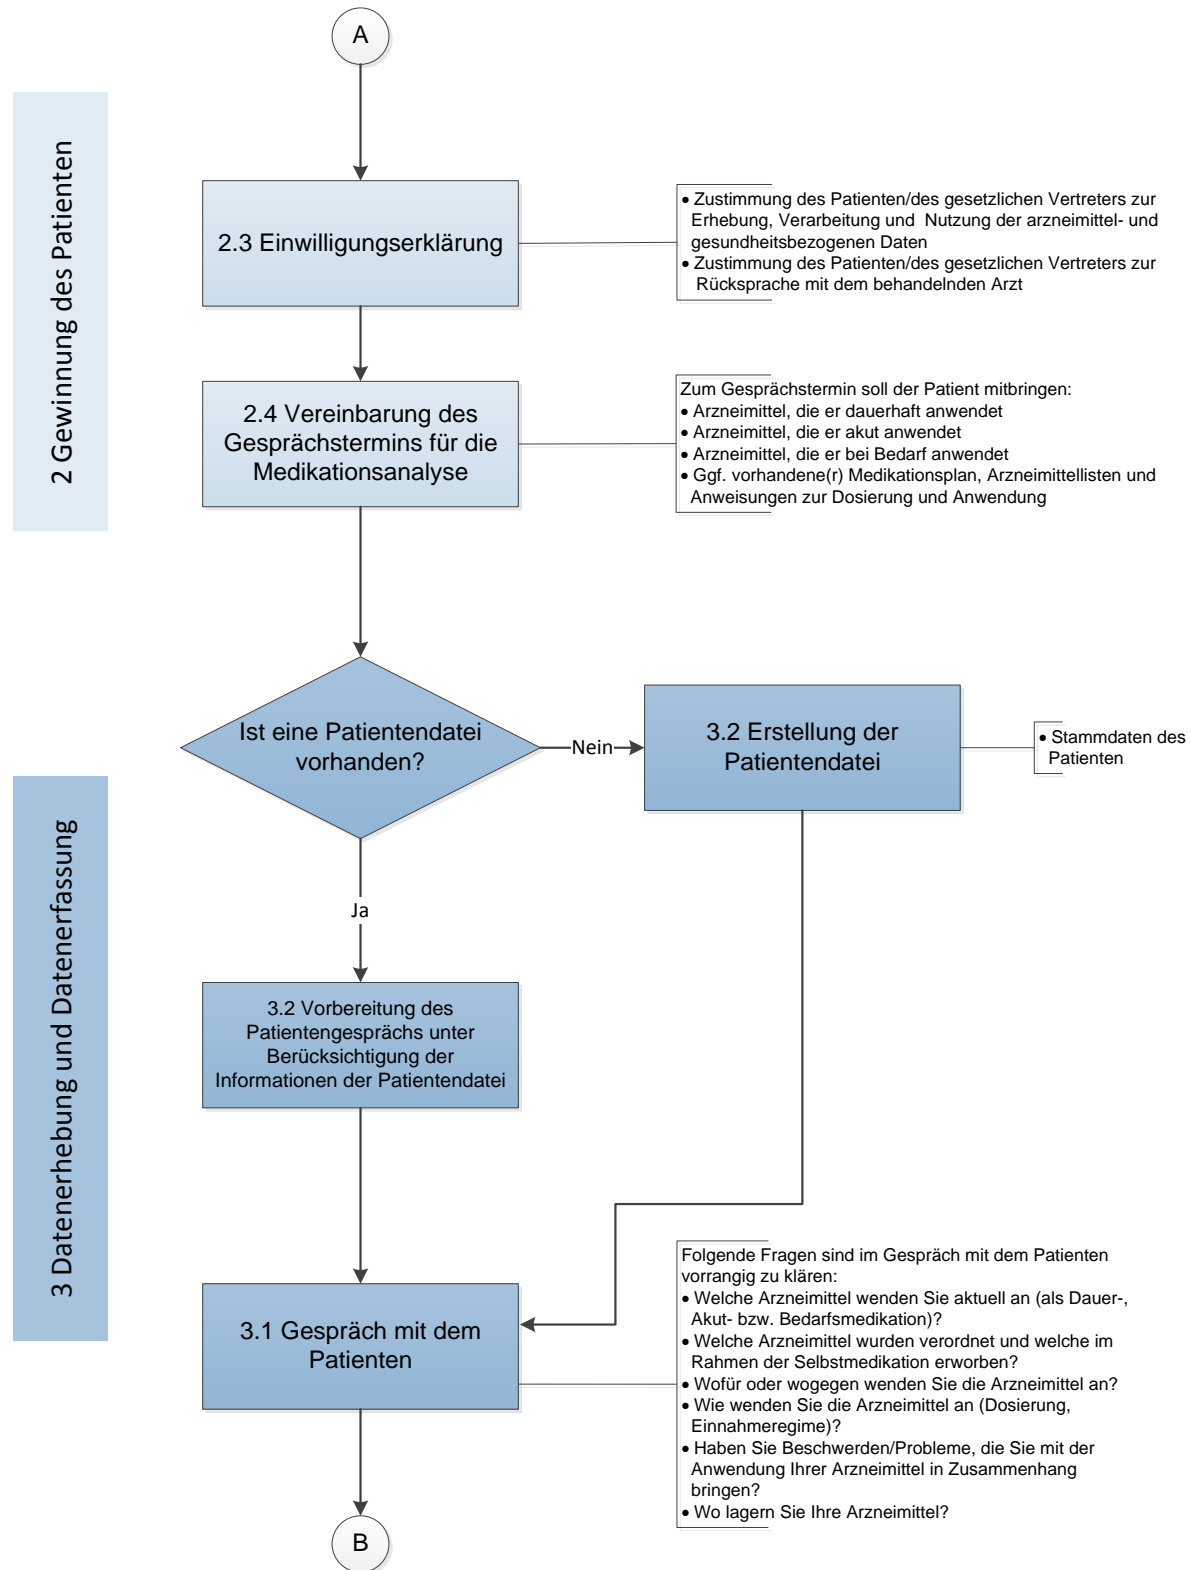 A
2 Gewinnung des Patienten
2.3 Einwilligungserklärung
• Zustimmung des Patienten/des gesetzlichen Vertreters zur
Erhebung, Verarbeitung und Nutzung der arzneimittel- und
gesundheitsbezogenen Daten
• Zustimmung des Patienten/des gesetzlichen Vertreters zur
Rücksprache mit dem behandelnden Arzt
2.4 Vereinbarung des
Gesprächstermins für die
Medikationsanalyse
Zum Gesprächstermin soll der Patient mitbringen:
• Arzneimittel, die er dauerhaft anwendet
• Arzneimittel, die er akut anwendet
• Arzneimittel, die er bei Bedarf anwendet
• Ggf. vorhandene(r) Medikationsplan, Arzneimittellisten und
Anweisungen zur Dosierung und Anwendung
3 Datenerhebung und Datenerfassung
Ist eine Patientendatei
vorhanden?
Nein
3.2 Erstellung der
Patientendatei
• Stammdaten des
Patienten
Ja
3.2 Vorbereitung des
Patientengesprächs unter
Berücksichtigung der
Informationen der Patientendatei
3.1 Gespräch mit dem
Patienten
Folgende Fragen sind im Gespräch mit dem Patienten
vorrangig zu klären:
• Welche Arzneimittel wenden Sie aktuell an (als Dauer-,
Akut- bzw. Bedarfsmedikation)?
• Welche Arzneimittel wurden verordnet und welche im
Rahmen der Selbstmedikation erworben?
• Wofür oder wogegen wenden Sie die Arzneimittel an?
• Wie wenden Sie die Arzneimittel an (Dosierung,
Einnahmeregime)?
• Haben Sie Beschwerden/Probleme, die Sie mit der
Anwendung Ihrer Arzneimittel in Zusammenhang
bringen?
• Wo lagern Sie Ihre Arzneimittel?
B